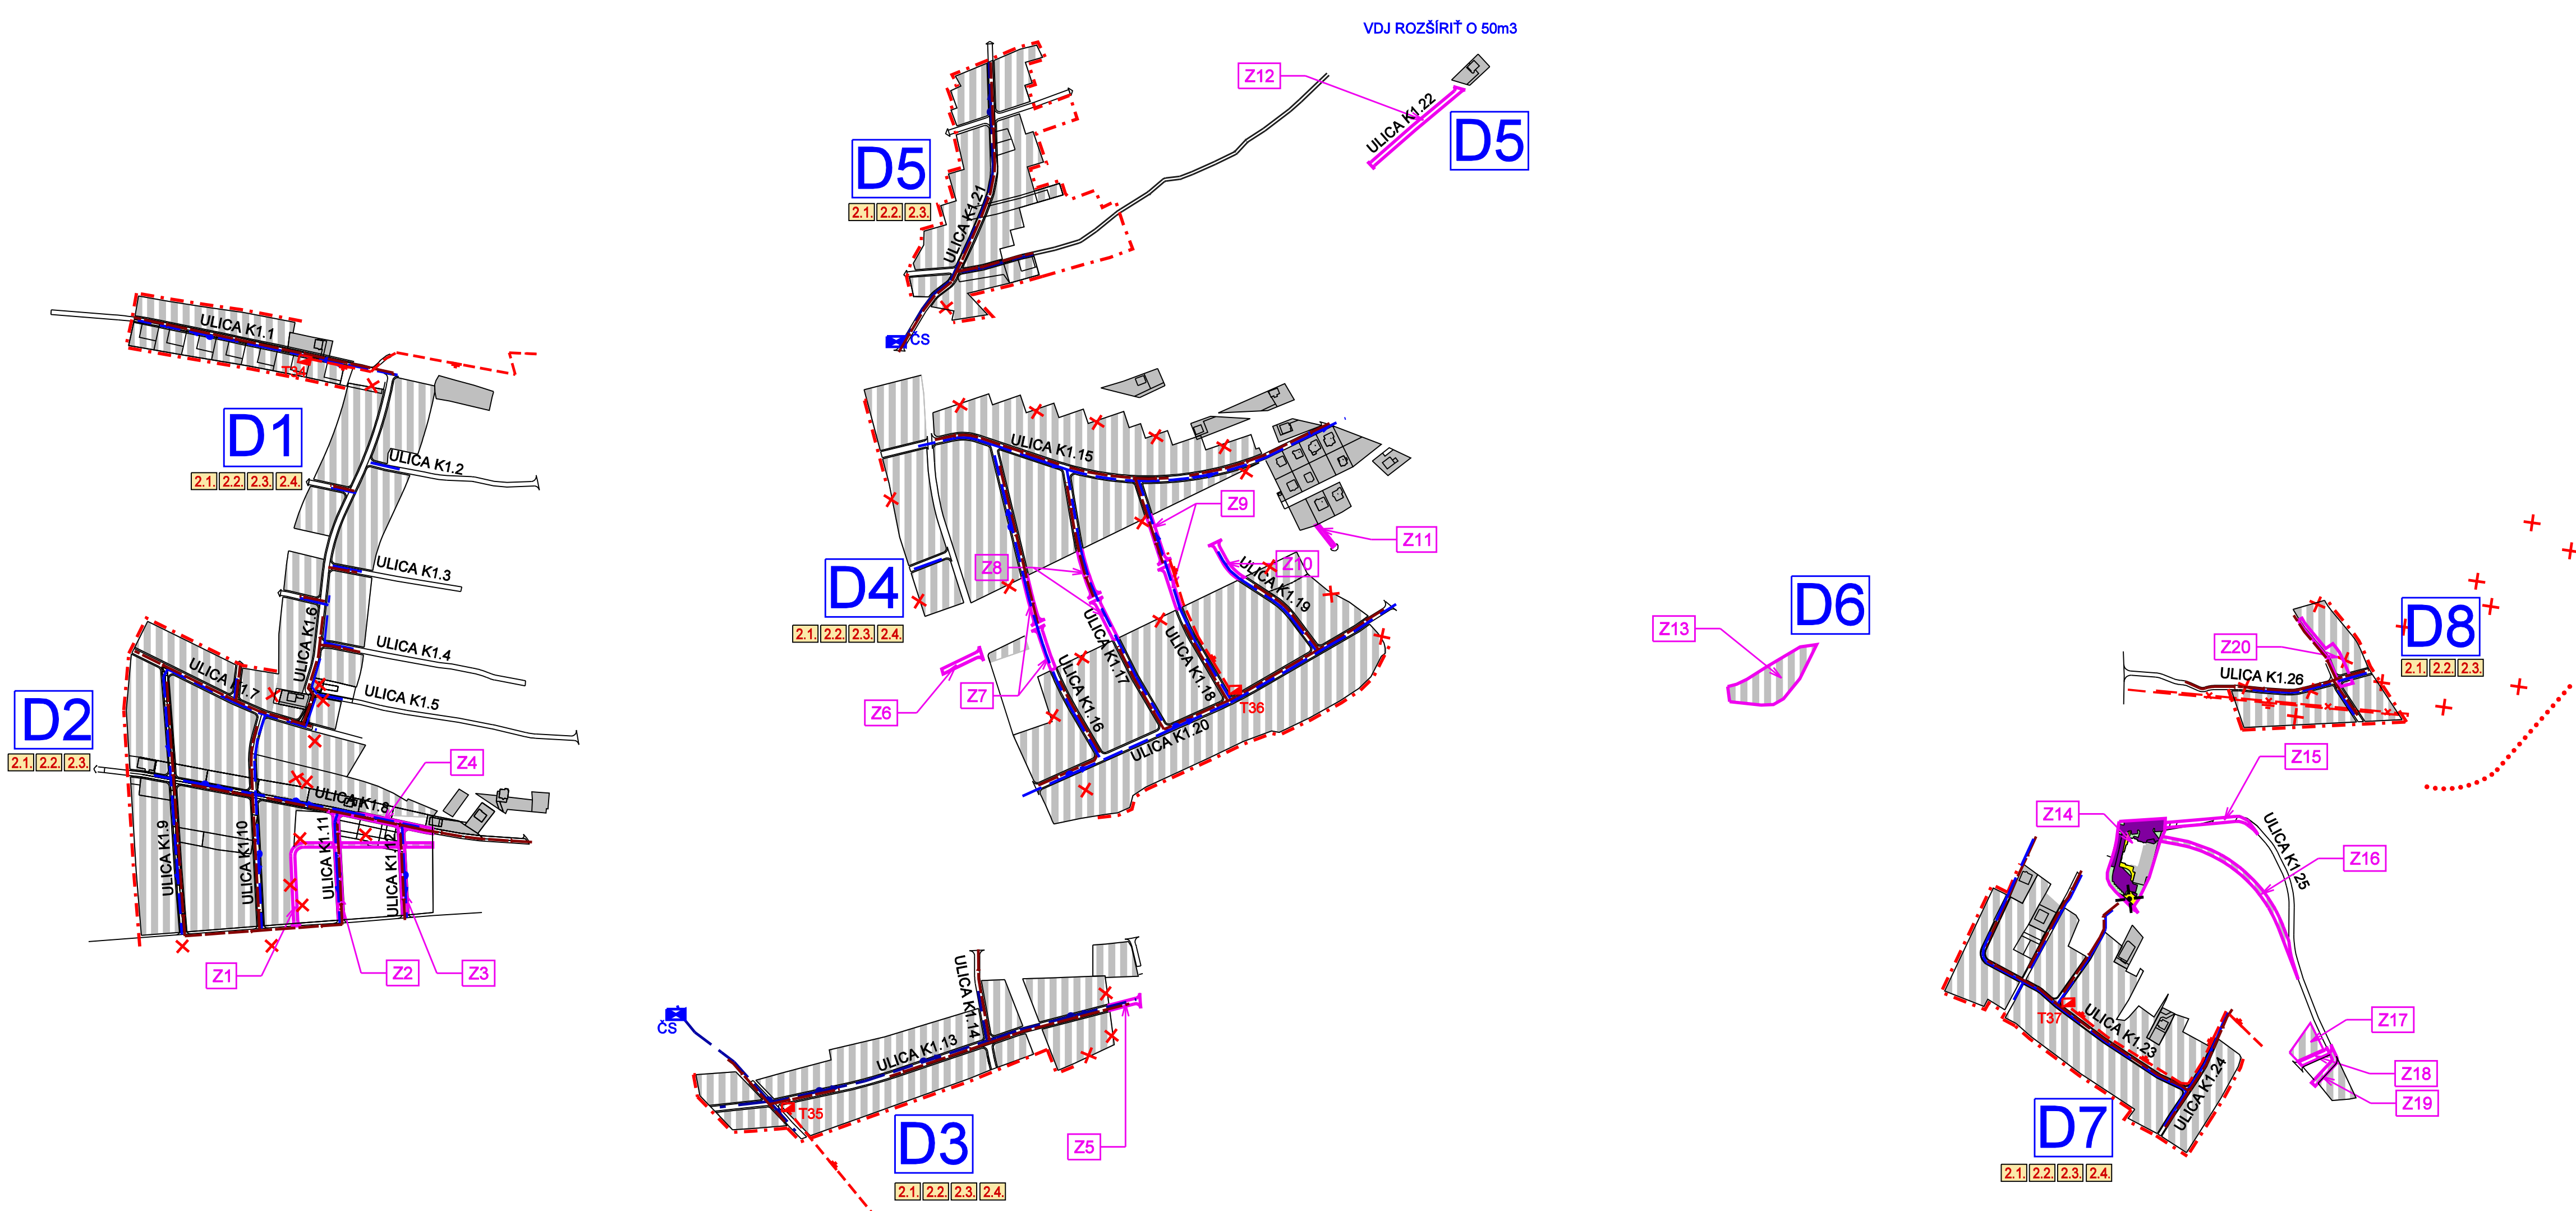 VDJ ROZŠÍRIŤ O 50m3
Z12
ULICA K1.22
D5
D5
2.1. 2.2. 2.3.
ULICA K1.21
ČS
ULICA K1.1
T34
D1
2.1. 2.2. 2.3. 2.4.
ULICA K1.2
ULICA K1.3
ULICA K1.6
ULICA K1.4
ULICA K1.5
ULICA K1.7
D2
2.1. 2.2. 2.3.
Z4
ULICA K1.8
ULICA K1.9
ULICA K1.10
ULICA K1.11
ULICA K1.12
Z1
Z2
Z3
ULICA K1.15
Z9
Z11
D4
2.1. 2.2. 2.3. 2.4.
Z8
Z10
ULICA K1.19
Z6
Z7
ULICA K1.16
ULICA K1.17
ULICA K1.18
T36
ULICA K1.20
ČS
ULICA K1.14
ULICA K1.13
T35
D3
2.1. 2.2. 2.3. 2.4.
Z5
D6
Z13
D8
2.1. 2.2. 2.3.
Z20
ULICA K1.26
Z15
Z14
ULICA K1.25
Z16
T37
ULICA K1.23
ULICA K1.24
Z17
Z18
Z19
D7
2.1. 2.2. 2.3. 2.4.